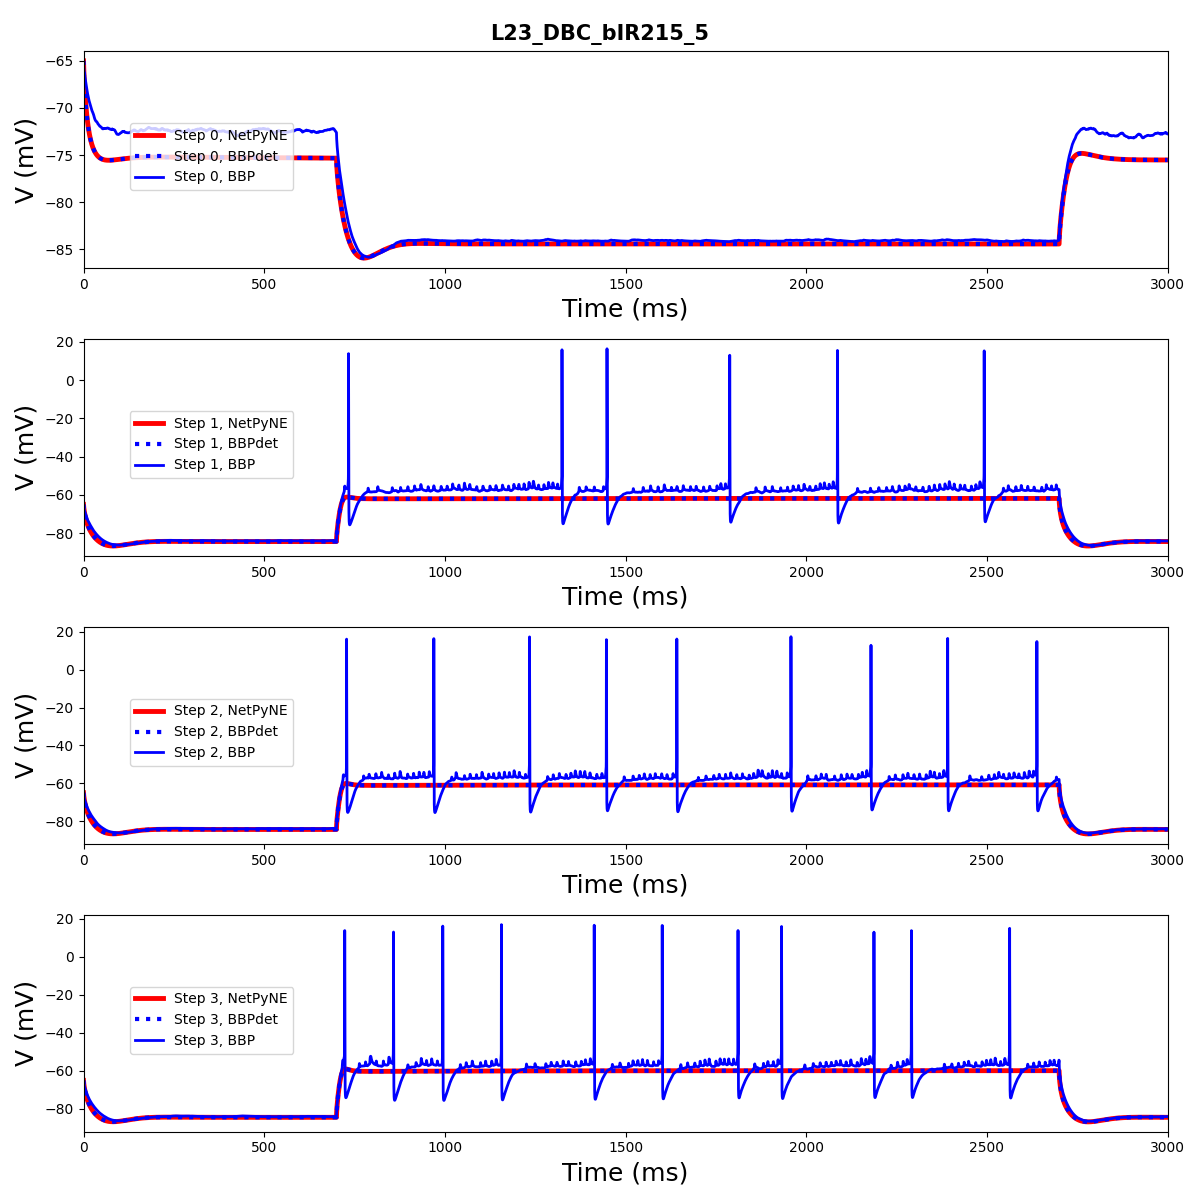 L23_DBC_bIR215_5
−65
−70
−75
−80
−85
V (mV)
Step 0, NetPyNE
Step 0, BBPdet
Step 0, BBP
0 500 1000 1500 2000 2500 3000
Time (ms)
20
0
−20
−40
−60
−80
V (mV)
Step 1, NetPyNE
Step 1, BBPdet
Step 1, BBP
0 500 1000 1500 2000 2500 3000
Time (ms)
20
0
−20
−40
−60
−80
V (mV)
Step 2, NetPyNE
Step 2, BBPdet
Step 2, BBP
0 500 1000 1500 2000 2500 3000
Time (ms)
20
0
−20
−40
−60
−80
V (mV)
Step 3, NetPyNE
Step 3, BBPdet
Step 3, BBP
0 500 1000 1500 2000 2500 3000
Time (ms)